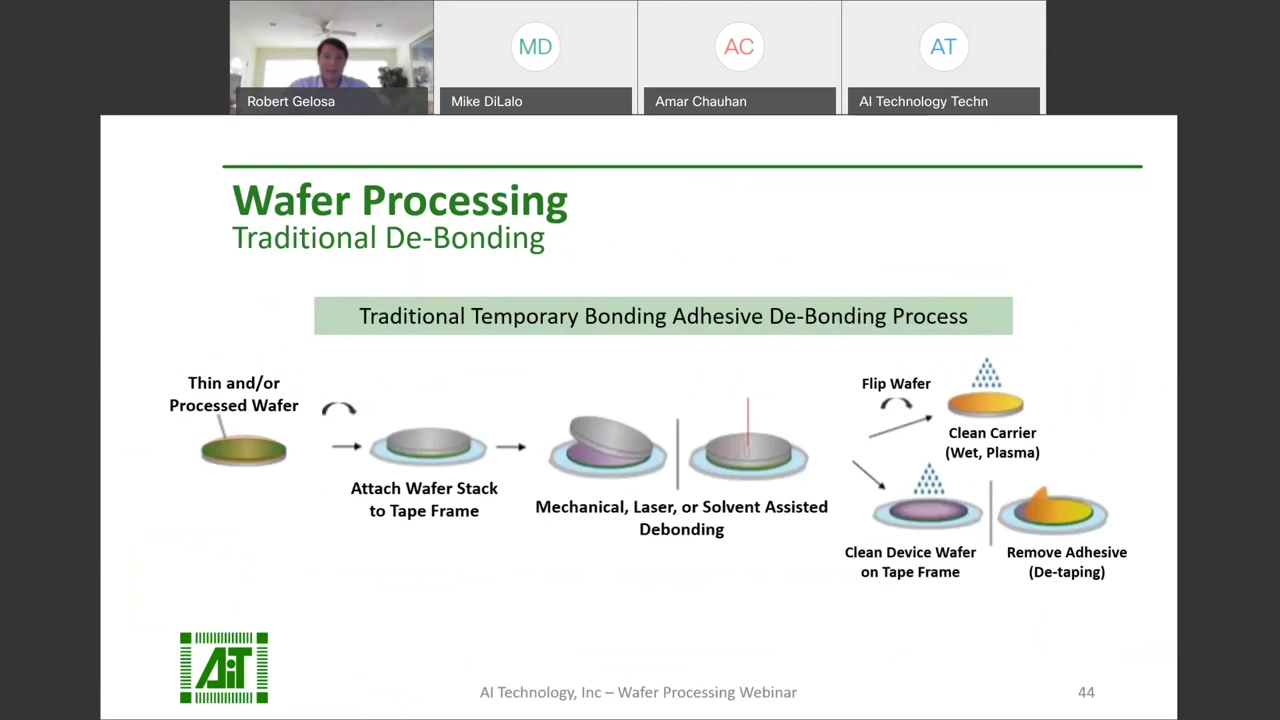 MD
AC
AT
Robert Gelosa
Mike DiLalo
Amar Chauhan
AI Technology Techn
Wafer Processing
Traditional De-Bonding
Traditional Temporary Bonding Adhesive De-Bonding Process
Thin and/or
Processed Wafer
Attach Wafer Stack
to Tape Frame
Mechanical, Laser, or Solvent Assisted
Debonding
Flip Wafer
Clean Carrier
(Wet, Plasma)
Clean Device Wafer
on Tape Frame
Remove Adhesive
(De-taping)
AiT
AI Technology, Inc – Wafer Processing Webinar
44